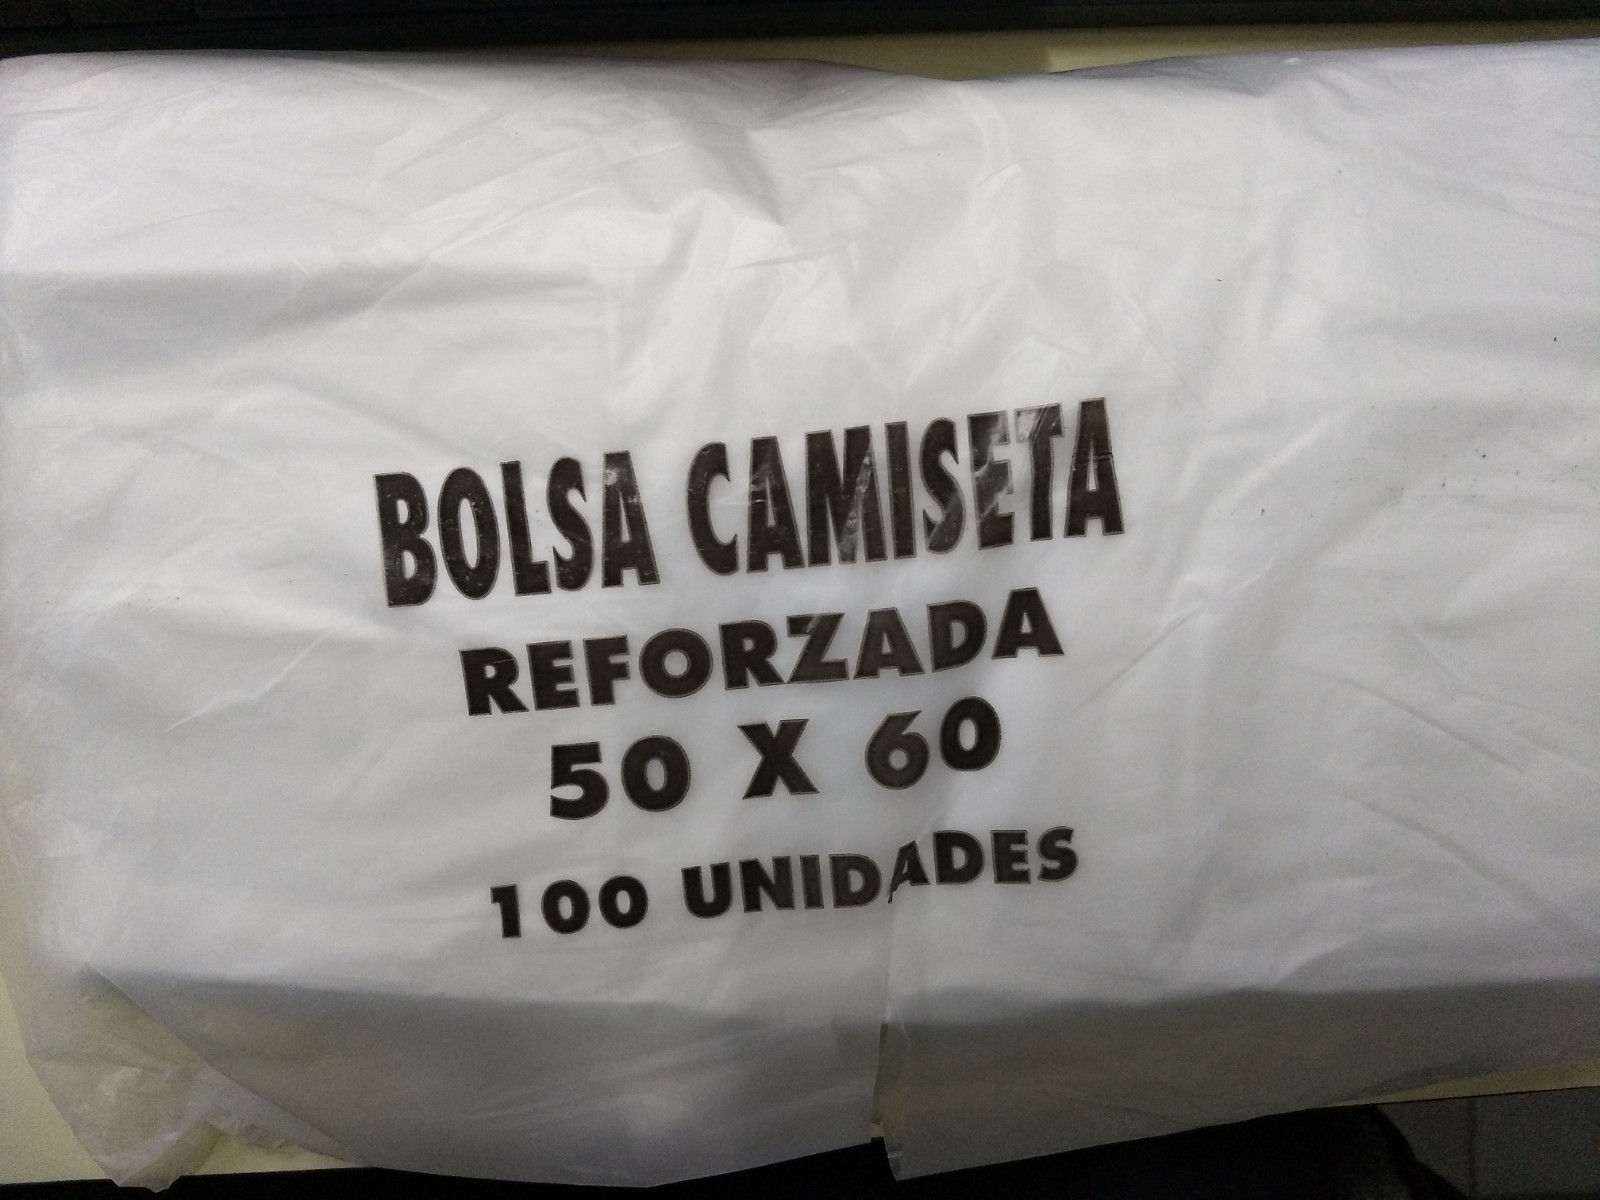 BOLSA CAMISETA
REFORZADA
50 X 60
100 UNIDADES